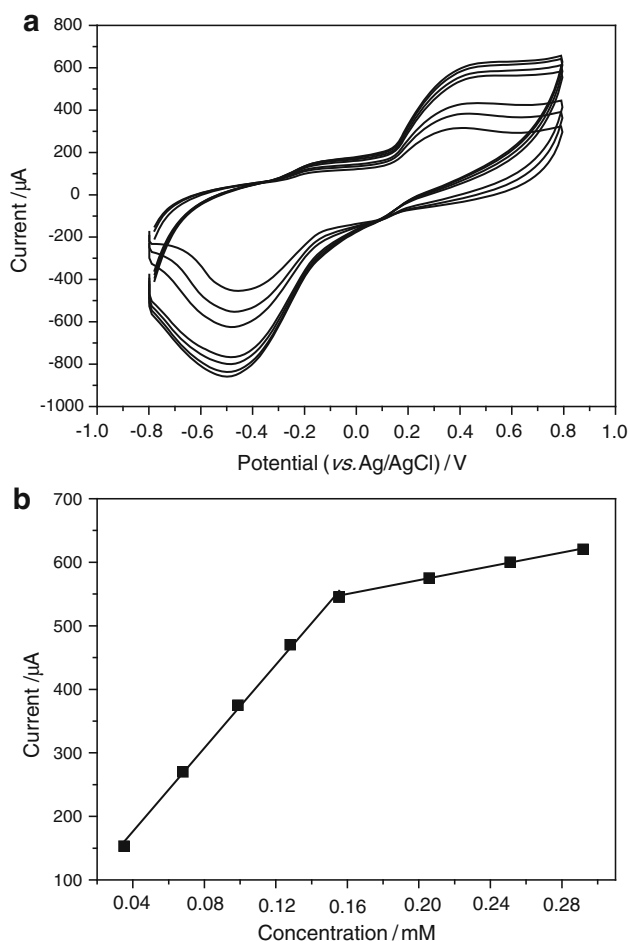 a
800
600
400
200
0
-200
-400
-600
-800
-1000
Current /µA
-1.0 -0.8 -0.6 -0.4 -0.2 0.0 0.2 0.4 0.6 0.8 1.0
Potential (vs. Ag/AgCl) / V
b
700
600
500
400
300
200
100
Current /µA
0.04 0.08 0.12 0.16 0.20 0.24 0.28
Concentration / mM